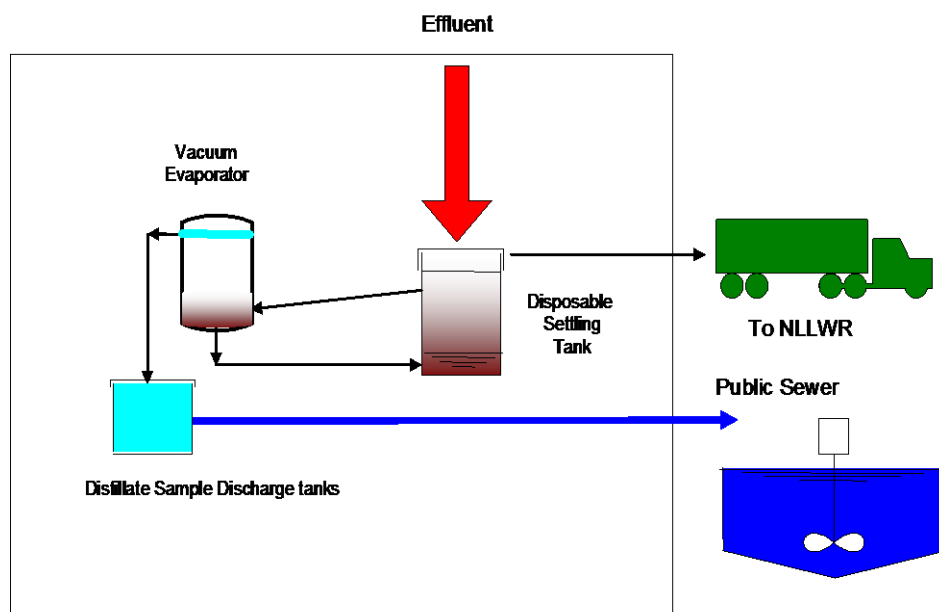 Effluent
Vacuum
Evaporator
Disposable
Settling
Tank
To NLLWR
Public Sewer
Distillate Sample Discharge tanks